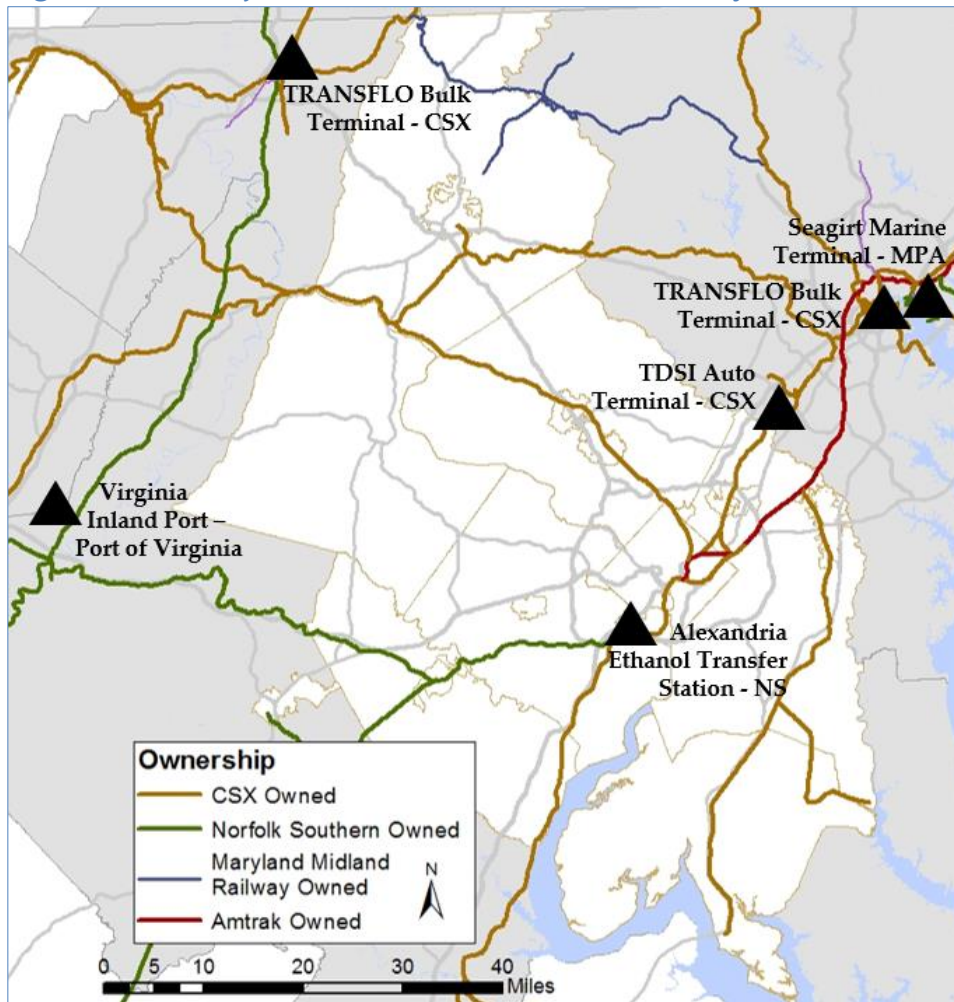 TRANSFLO Bulk
Terminal - CSX
Seagirt Marine
Terminal - MPA
TRANSFLO Bulk
Terminal - CSX
TDSI Auto
Terminal - CSX
Virginia
Inland Port –
Port of Virginia
Alexandria
Ethanol Transfer
Station - NS
Ownership
CSX Owned
Norfolk Southern Owned
Maryland Midland
Railway Owned
Amtrak Owned
N
0 5 10 20 30 40
Miles